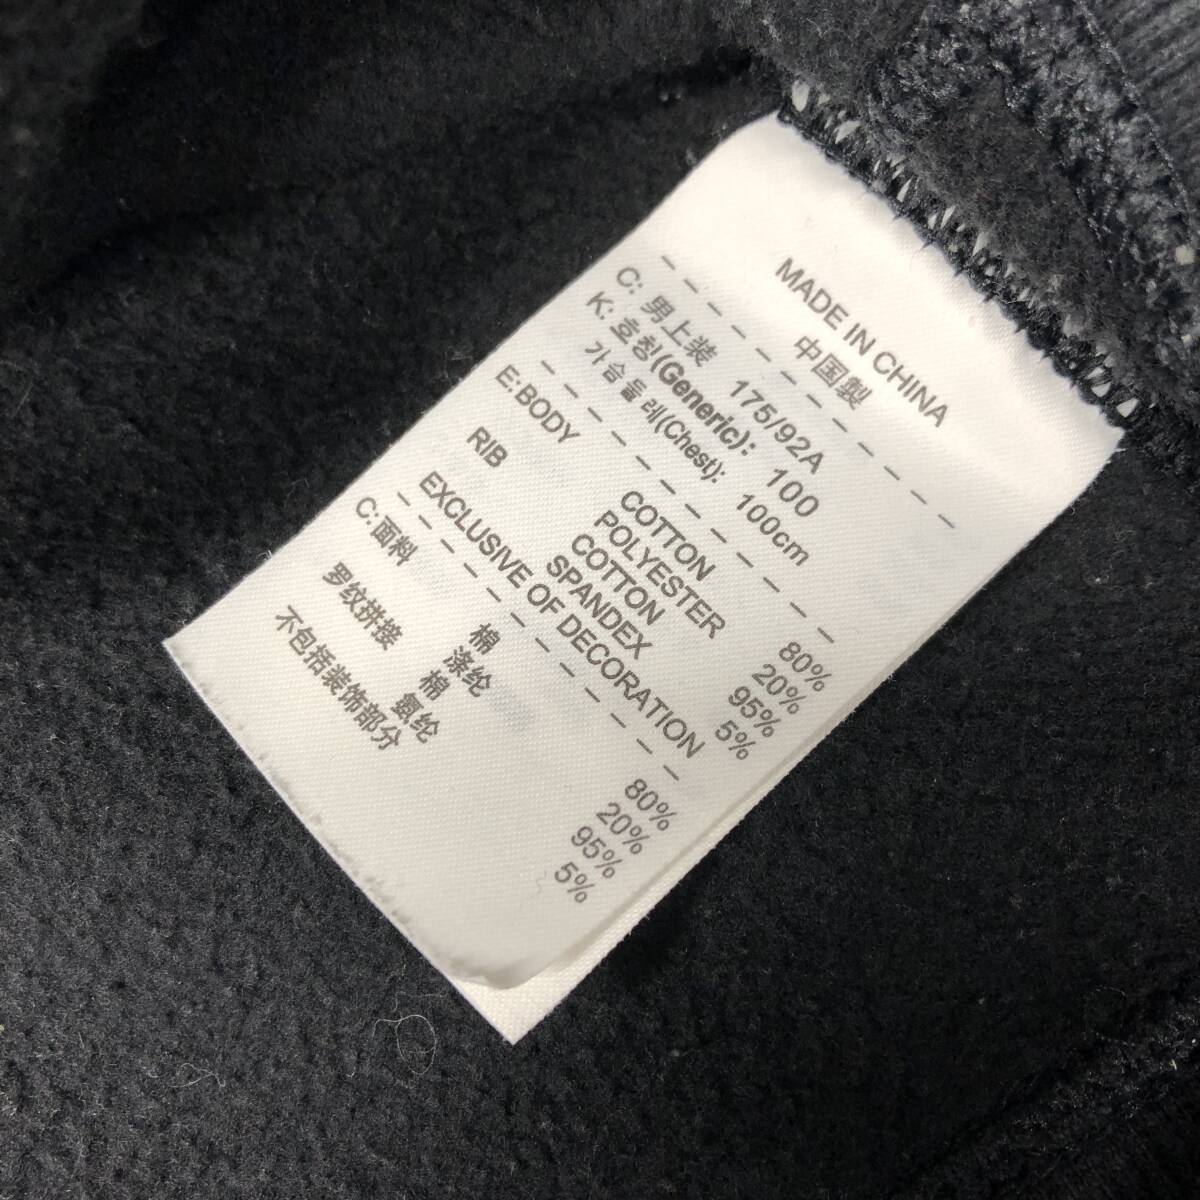 MADE IN CHINA
中国製
C: 男上装 175/92A
K: 호칭(Generic): 100
가슴둘레(Chest): 100cm
E:BODY COTTON 80%
POLYESTER 20%
RIB COTTON 95%
SPANDEX 5%
EXCLUSIVE OF DECORATION
C:面料 棉 80%
涤纶 20%
罗纹拼接 棉 95%
氨纶 5%
不包括装饰部分